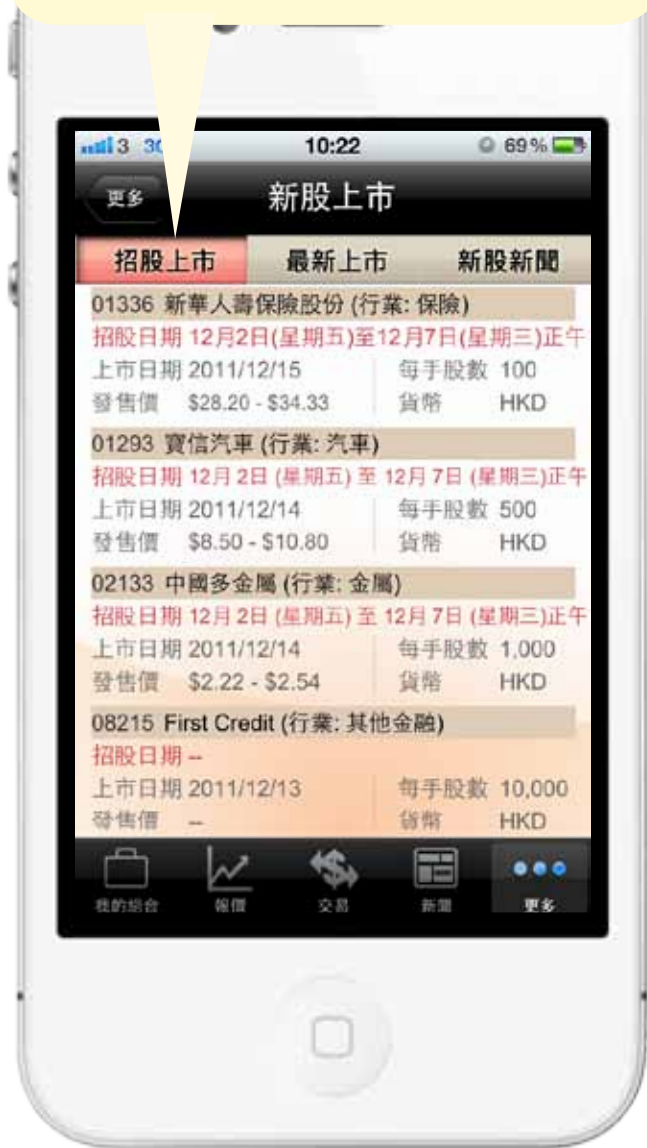 3 3G 10:22 69%
更多 新股上市
招股上市 最新上市 新股新聞
01336 新華人壽保險股份 (行業: 保險)
招股日期 12月2日(星期五)至12月7日(星期三)正午
上市日期 2011/12/15 每手股數 100
發售價 $28.20 - $34.33 貨幣 HKD
01293 寶信汽車 (行業: 汽車)
招股日期 12月2日 (星期五) 至 12月7日 (星期三)正午
上市日期 2011/12/14 每手股數 500
發售價 $8.50 - $10.80 貨幣 HKD
02133 中國多金屬 (行業: 金屬)
招股日期 12月2日 (星期五) 至 12月7日 (星期三)正午
上市日期 2011/12/14 每手股數 1,000
發售價 $2.22 - $2.54 貨幣 HKD
08215 First Credit (行業: 其他金融)
招股日期 --
上市日期 2011/12/13 每手股數 10,000
發售價 -- 貨幣 HKD
我的組合 報價 交易 新聞 更多